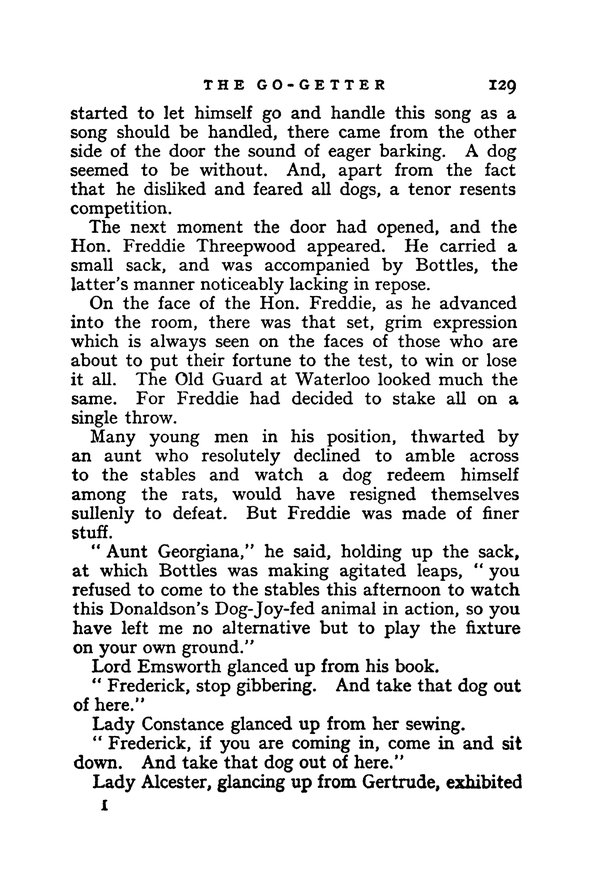 THE GO-GETTER 129
started to let himself go and handle this song as a
song should be handled, there came from the other
side of the door the sound of eager barking. A dog
seemed to be without. And, apart from the fact
that he disliked and feared all dogs, a tenor resents
competition.
The next moment the door had opened, and the
Hon. Freddie Threepwood appeared. He carried a
small sack, and was accompanied by Bottles, the
latter's manner noticeably lacking in repose.
On the face of the Hon. Freddie, as he advanced
into the room, there was that set, grim expression
which is always seen on the faces of those who are
about to put their fortune to the test, to win or lose
it all. The Old Guard at Waterloo looked much the
same. For Freddie had decided to stake all on a
single throw.
Many young men in his position, thwarted by
an aunt who resolutely declined to amble across
to the stables and watch a dog redeem himself
among the rats, would have resigned themselves
sullenly to defeat. But Freddie was made of finer
stuff.
" Aunt Georgiana," he said, holding up the sack,
at which Bottles was making agitated leaps, " you
refused to come to the stables this afternoon to watch
this Donaldson's Dog-Joy-fed animal in action, so you
have left me no alternative but to play the fixture
on your own ground."
Lord Emsworth glanced up from his book.
" Frederick, stop gibbering. And take that dog out
of here."
Lady Constance glanced up from her sewing.
" Frederick, if you are coming in, come in and sit
down. And take that dog out of here."
Lady Alcester, glancing up from Gertrude, exhibited
I